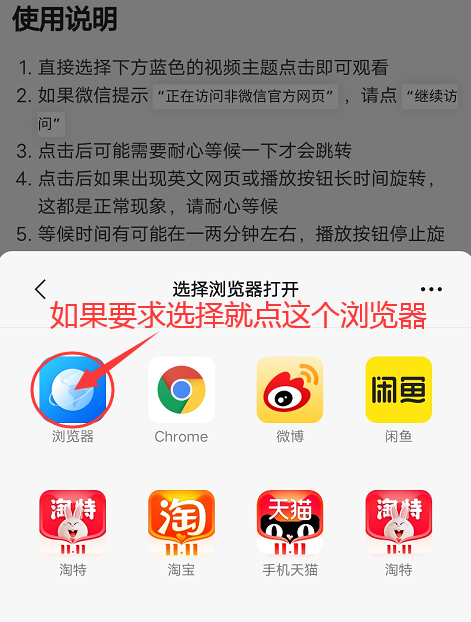 使用说明
1. 直接选择下方蓝色的视频主题点击即可观看
2. 如果微信提示 “正在访问非微信官方网页” ，请点 “继续访
问”
3. 点击后可能需要耐心等候一下才会跳转
4. 点击后如果出现英文网页或播放按钮长时间旋转，
这都是正常现象，请耐心等候
5. 等候时间有可能在一两分钟左右，播放按钮停止旋
选择浏览器打开
如果要求选择就点这个浏览器
闲鱼
浏览器 Chrome 微博 闲鱼
淘特 淘 天猫 淘特
11.11 11.11 11.11 11.11
淘特 淘宝 手机天猫 淘特